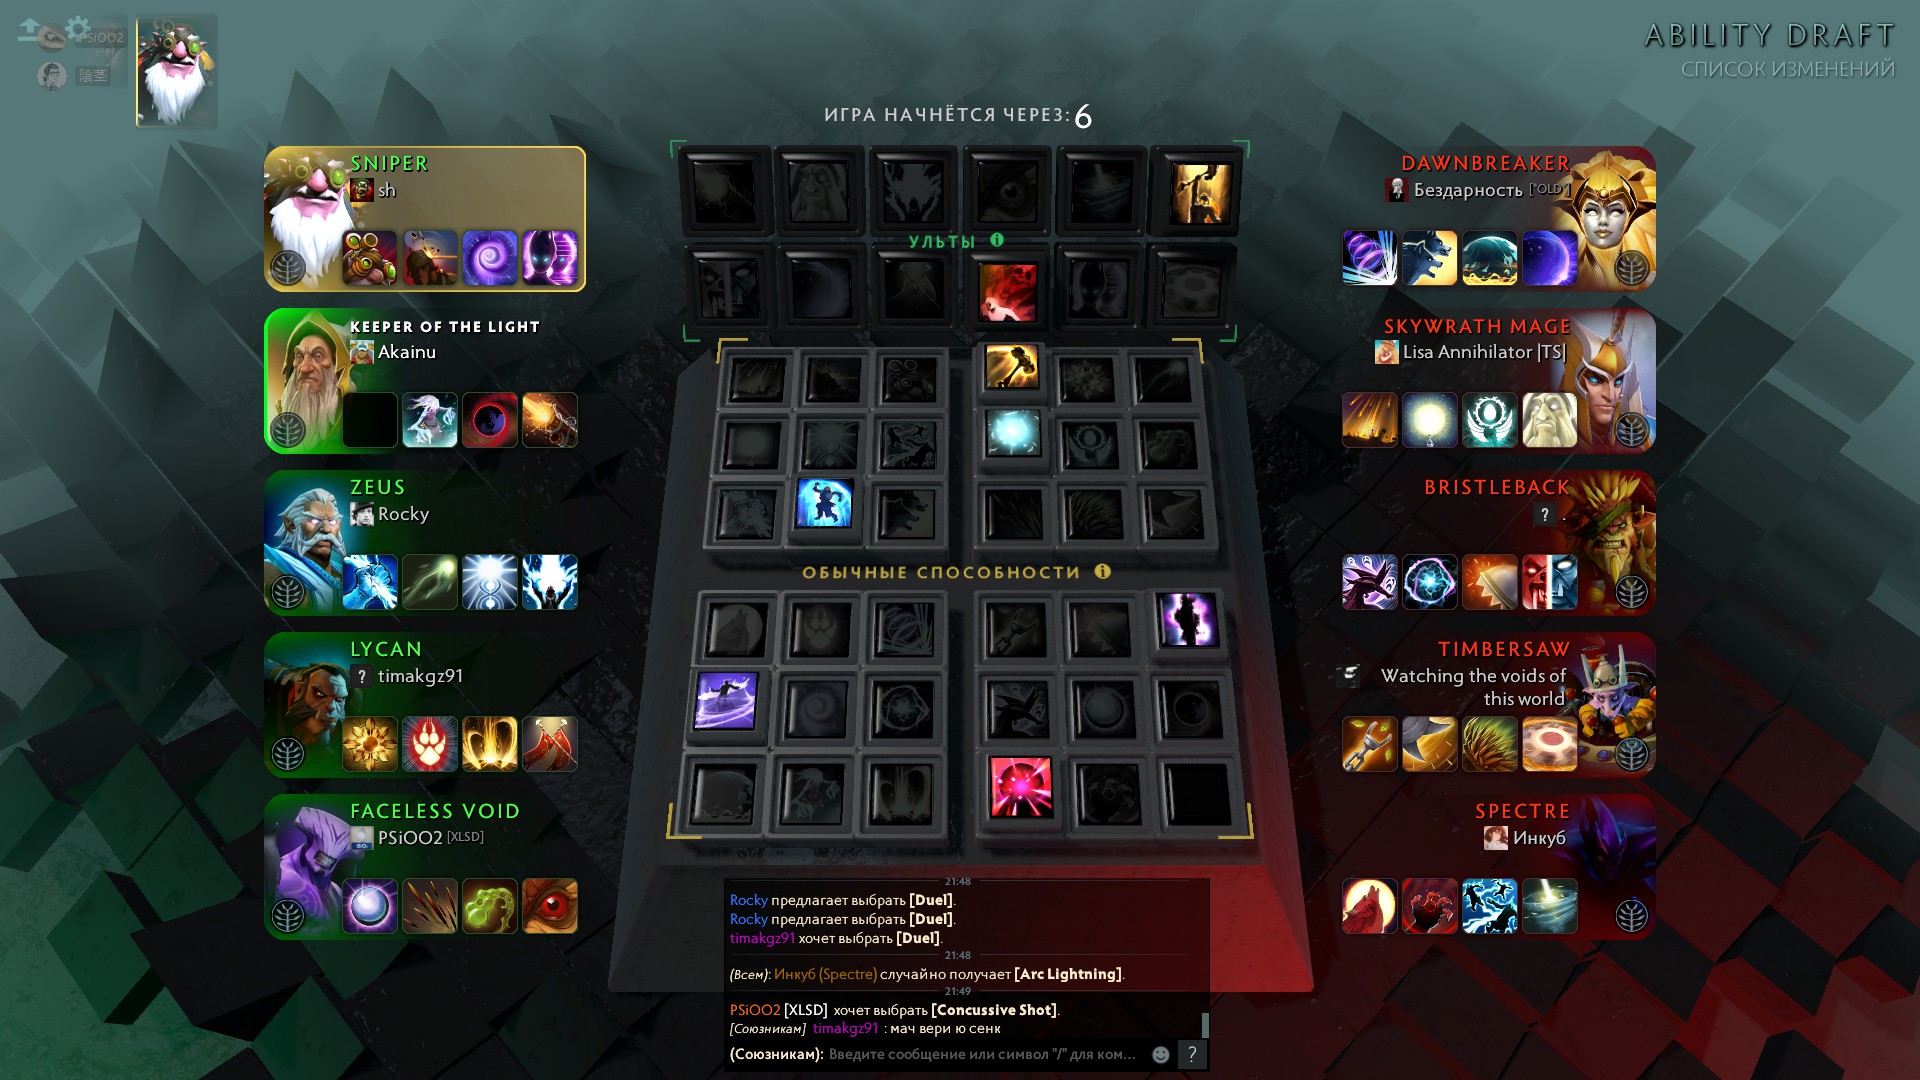 PSiOO2
陰茎
ABILITY DRAFT
СПИСОК ИЗМЕНЕНИЙ
ИГРА НАЧНЁТСЯ ЧЕРЕЗ: 6
SNIPER
sh
KEEPER OF THE LIGHT
Akainu
ZEUS
Rocky
LYCAN
? timakgz91
FACELESS VOID
PSiOO2 [XLSD]
УЛЬТЫ
ОБЫЧНЫЕ СПОСОБНОСТИ
DAWNBREAKER
Бездарность [*OLD*]
SKYWRATH MAGE
Lisa Annihilator |TS|
BRISTLEBACK
? .
TIMBERSAW
Watching the voids of
this world
SPECTRE
Инкуб
21:48
Rocky предлагает выбрать [Duel].
Rocky предлагает выбрать [Duel].
timakgz91 хочет выбрать [Duel].
21:48
(Всем): Инкуб (Spectre) случайно получает [Arc Lightning].
21:49
PSiOO2 [XLSD] хочет выбрать [Concussive Shot].
[Союзникам] timakgz91 : мач вери ю сенк
(Союзникам): Введите сообщение или символ "/" для ком... ?